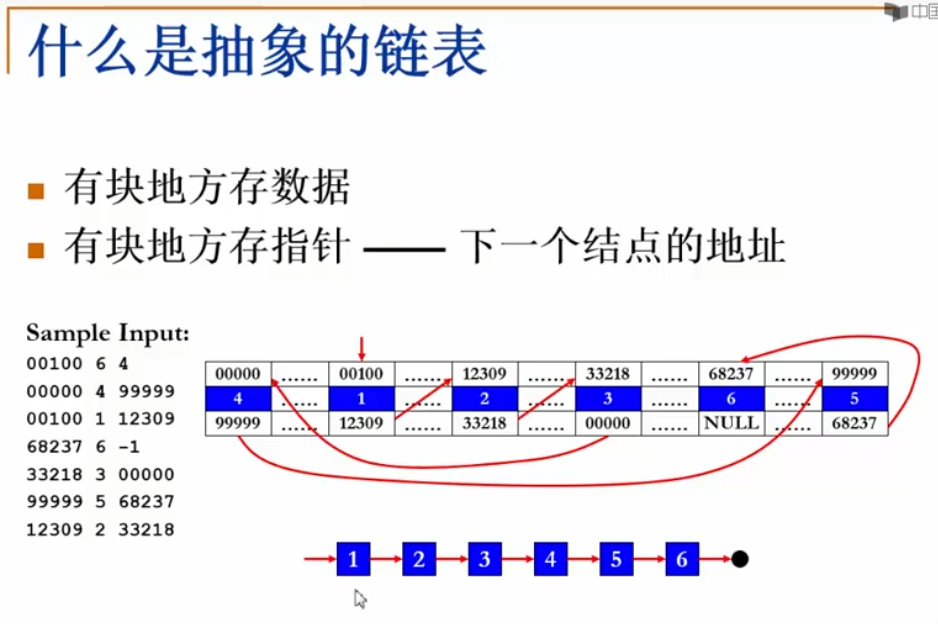 中国
什么是抽象的链表
有块地方存数据
有块地方存指针 —— 下一个结点的地址
Sample Input:
00100 6 4
00000 4 99999
00100 1 12309
68237 6 -1
33218 3 00000
99999 5 68237
12309 2 33218
00000 …… 00100 …… 12309 …… 33218 …… 68237 …… 99999
4 …… 1 …… 2 …… 3 …… 6 …… 5
99999 …… 12309 …… 33218 …… 00000 …… NULL …… 68237
1 2 3 4 5 6